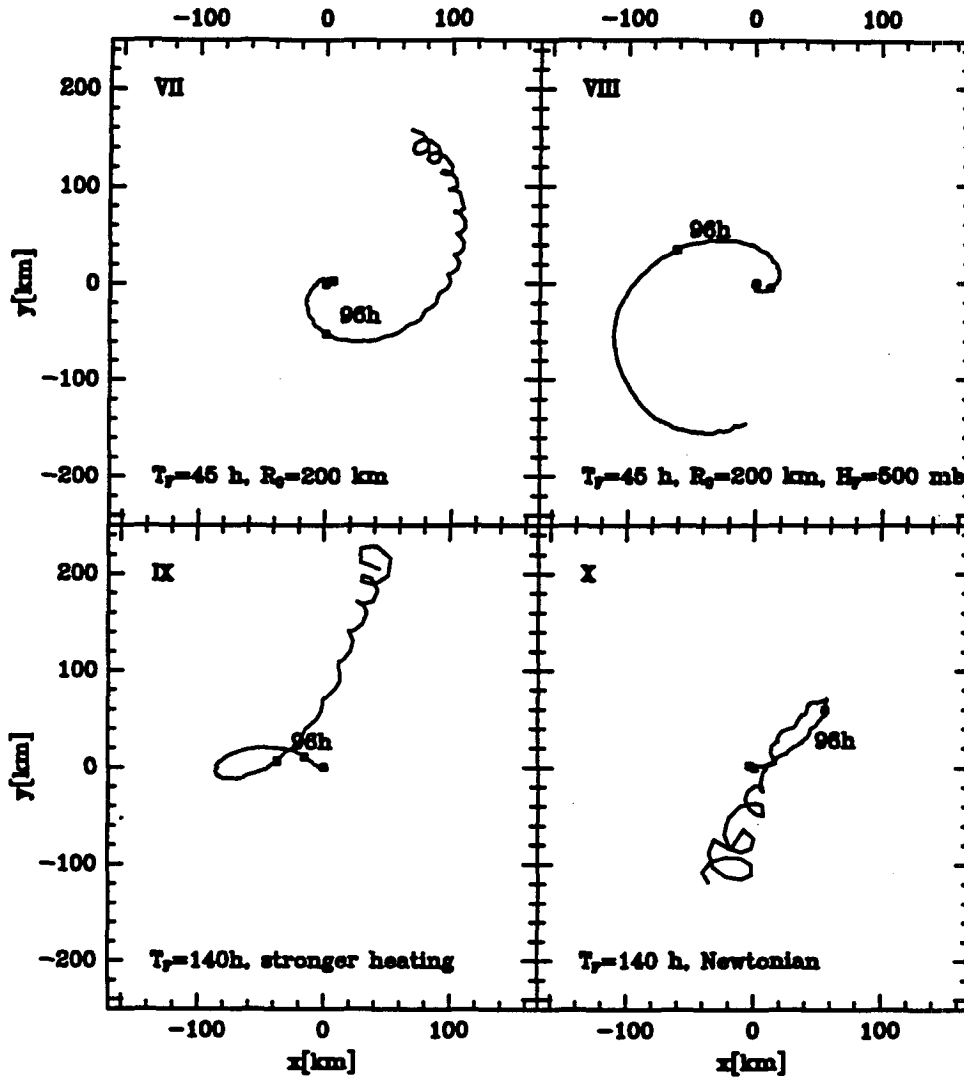 -100 0 100 -100 0 100
VII VIII
200
100
y[km]
0
-100
-200
96h
96h
T_F=45 h, R_0=200 km
T_F=45 h, R_0=200 km, H_F=500 mb
IX X
200
100
y[km]
0
-100
-200
96h
96h
T_F=140h, stronger heating
T_F=140 h, Newtonian
-100 0 100 -100 0 100
x[km] x[km]